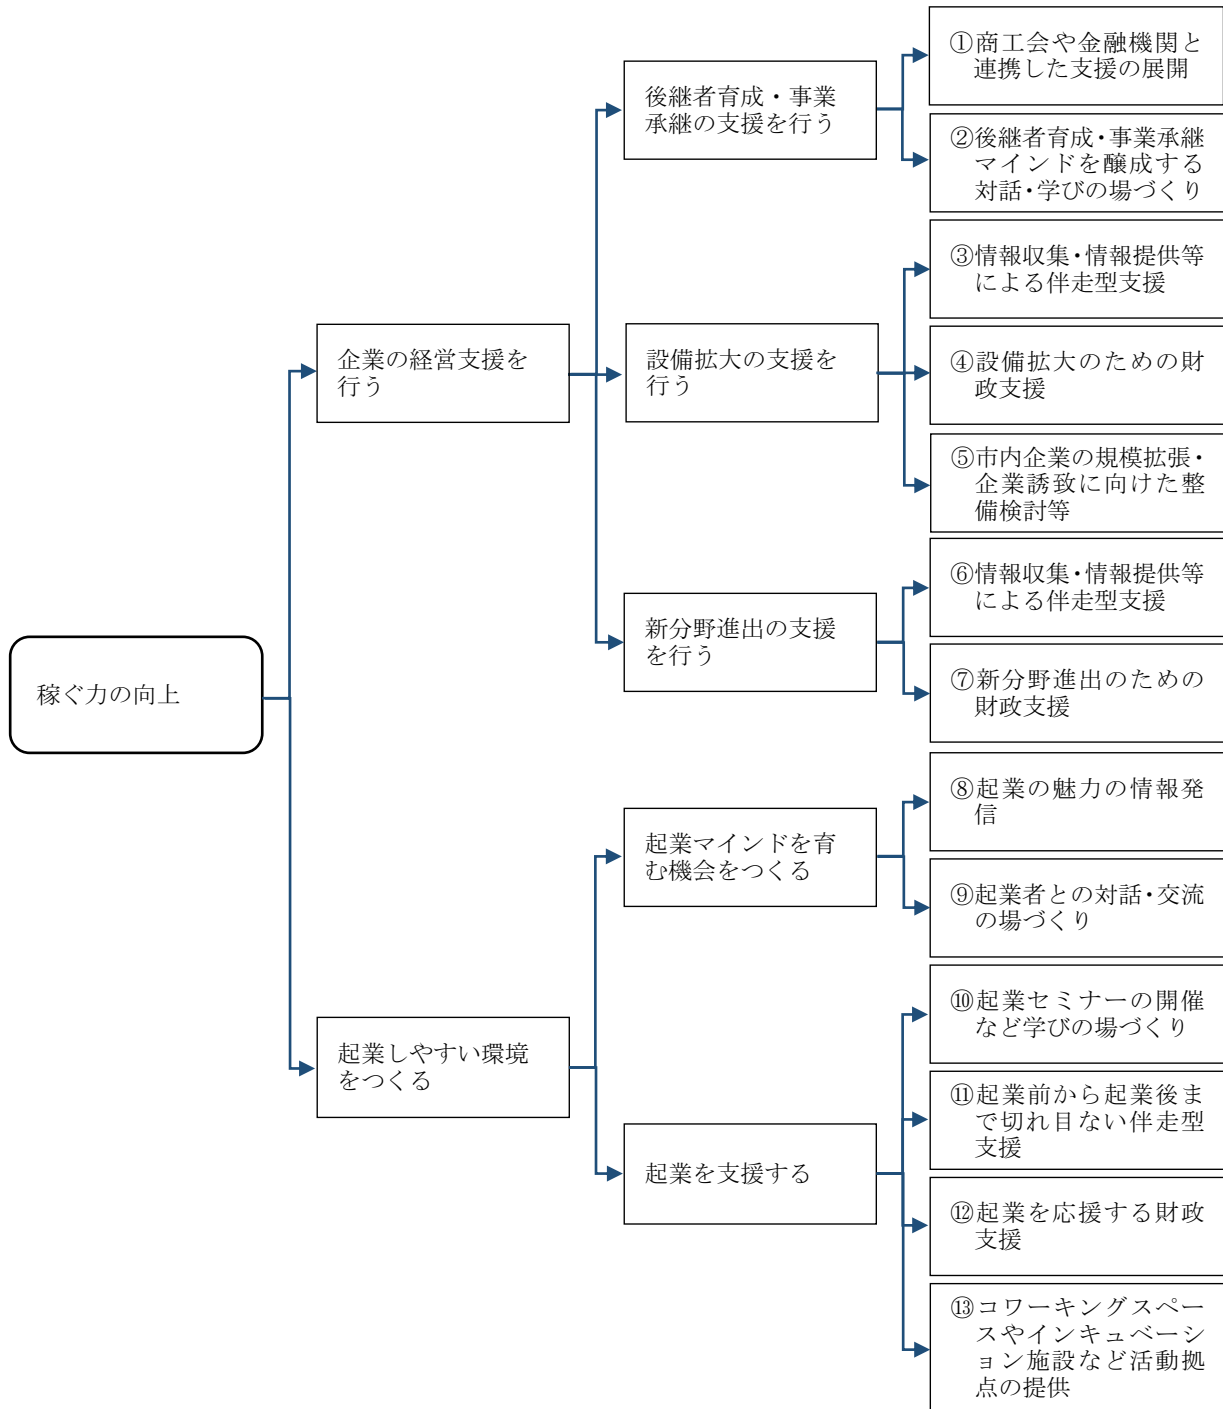 稼ぐ力の向上
企業の経営支援を
行う
後継者育成・事業
承継の支援を行う
①商工会や金融機関と
連携した支援の展開
②後継者育成・事業承継
マインドを醸成する
対話・学びの場づくり
設備拡大の支援を
行う
③情報収集・情報提供等
による伴走型支援
④設備拡大のための財
政支援
⑤市内企業の規模拡張・
企業誘致に向けた整
備検討等
新分野進出の支援
を行う
⑥情報収集・情報提供等
による伴走型支援
⑦新分野進出のための
財政支援
起業しやすい環境
をつくる
起業マインドを育
む機会をつくる
⑧起業の魅力の情報発
信
⑨起業者との対話・交流
の場づくり
起業を支援する
⑩起業セミナーの開催
など学びの場づくり
⑪起業前から起業後ま
で切れ目ない伴走型
支援
⑫起業を応援する財政
支援
⑬コワーキングスペー
スやインキュベーシ
ョン施設など活動拠
点の提供